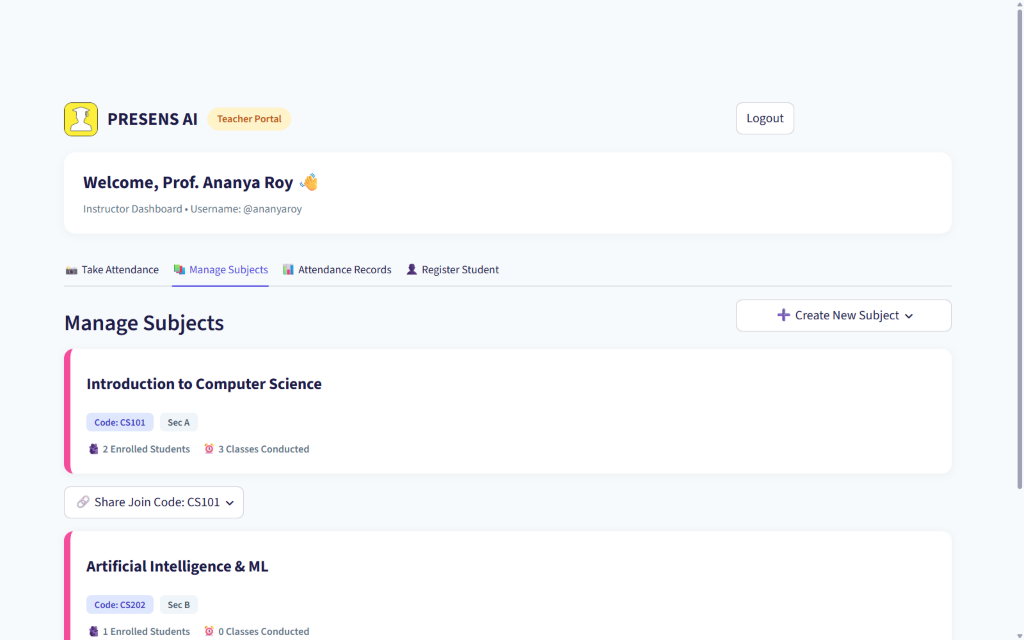 PRESENS AI
Teacher Portal
Logout
Welcome, Prof. Ananya Roy 👋
Instructor Dashboard • Username: @ananyaroy
📷 Take Attendance 📚 Manage Subjects 📊 Attendance Records 👤 Register Student
Manage Subjects
➕ Create New Subject
Introduction to Computer Science
Code: CS101 Sec A
🫂 2 Enrolled Students ⏰ 3 Classes Conducted
🔗 Share Join Code: CS101
Artificial Intelligence & ML
Code: CS202 Sec B
🫂 1 Enrolled Students ⏰ 0 Classes Conducted